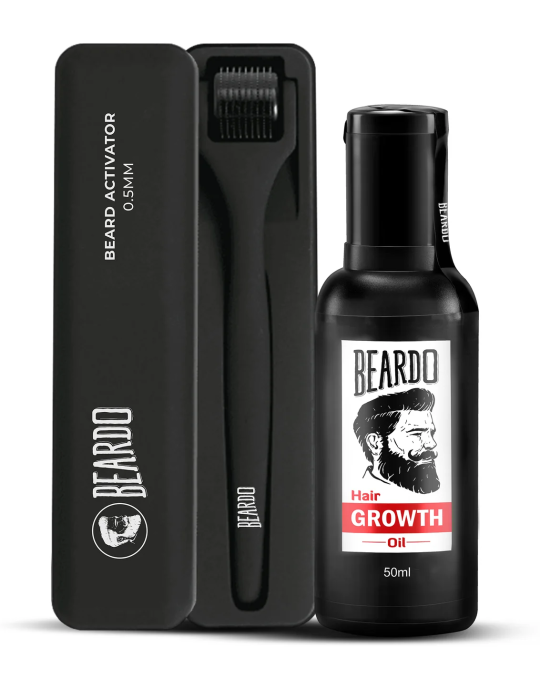 BEARD ACTIVATOR
0.5MM
BEARDO
BEARDO
BEARDO
BEARDO
Hair
GROWTH
Oil
50ml